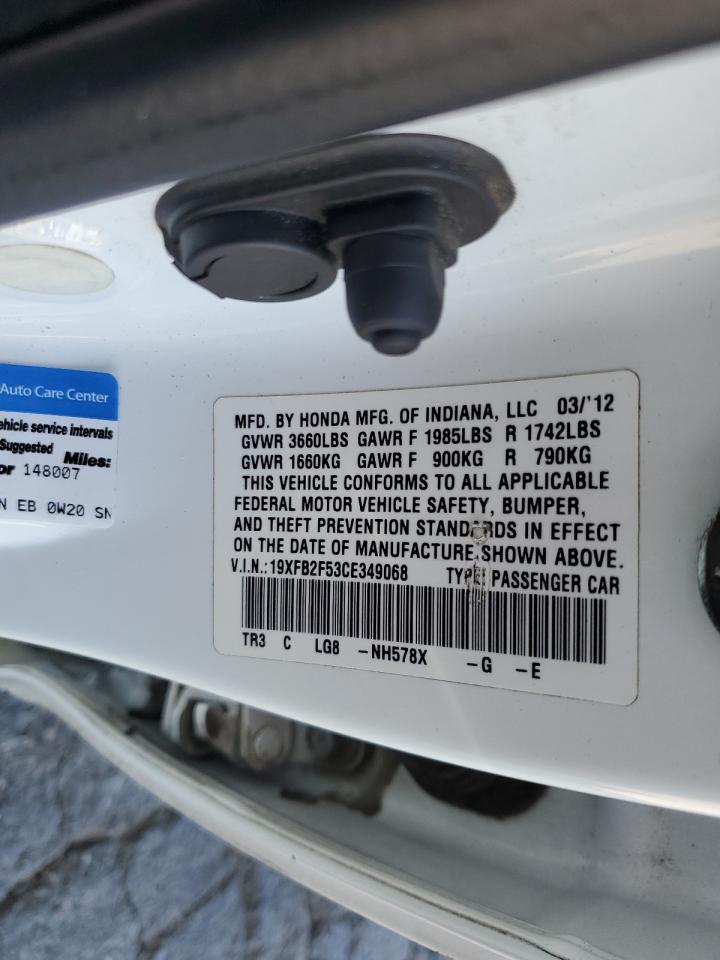 Auto Care Center
ehicle service intervals
Suggested
Miles:
or 148007
N EB 0W20 SN
MFD. BY HONDA MFG. OF INDIANA, LLC 03/'12
GVWR 3660LBS GAWR F 1985LBS R 1742LBS
GVWR 1660KG GAWR F 900KG R 790KG
THIS VEHICLE CONFORMS TO ALL APPLICABLE
FEDERAL MOTOR VEHICLE SAFETY, BUMPER,
AND THEFT PREVENTION STANDARDS IN EFFECT
ON THE DATE OF MANUFACTURE SHOWN ABOVE.
V.I.N.: 19XFB2F53CE349068 TYPE: PASSENGER CAR
TR3 C LG8 -NH578X -G -E